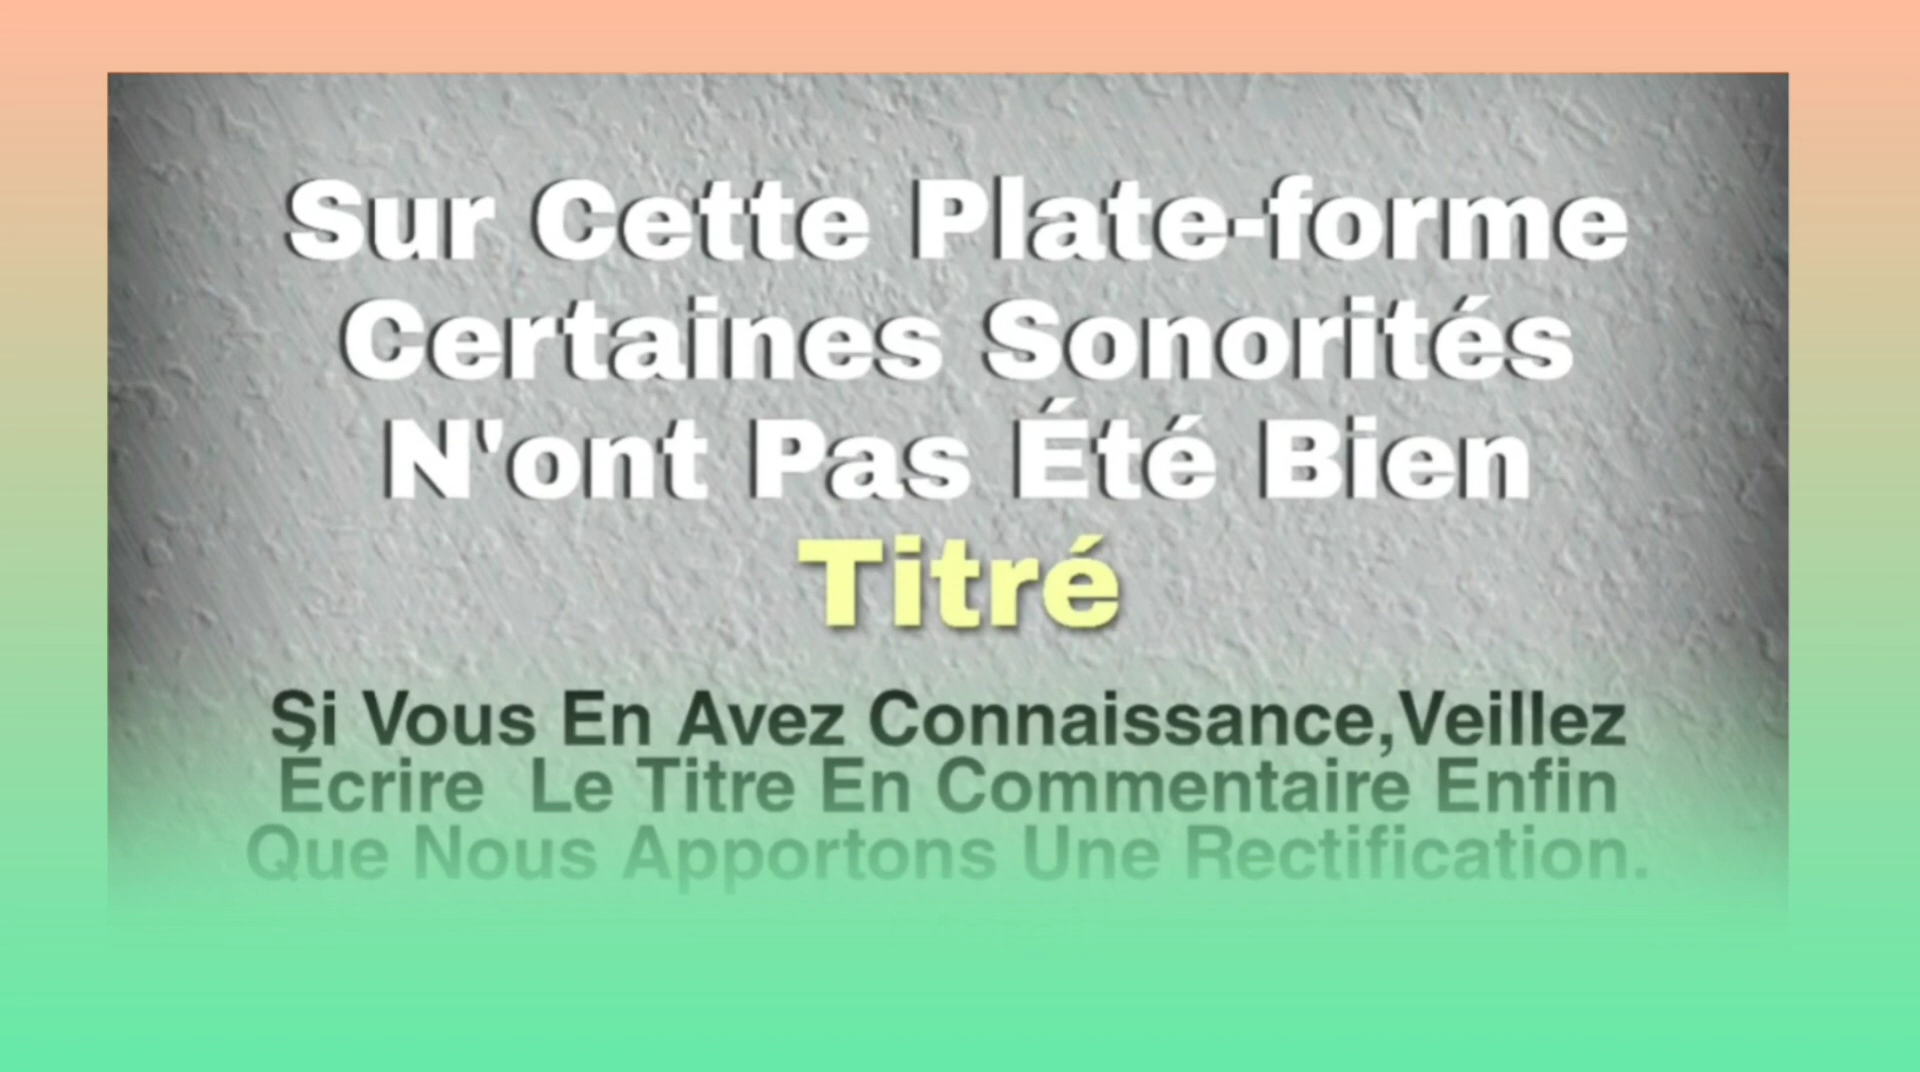 Sur Cette Plate-forme
Certaines Sonorités
N'ont Pas Été Bien
Titré
Si Vous En Avez Connaissance,Veillez
Écrire  Le Titre En Commentaire Enfin
Que Nous Apportons Une Rectification.